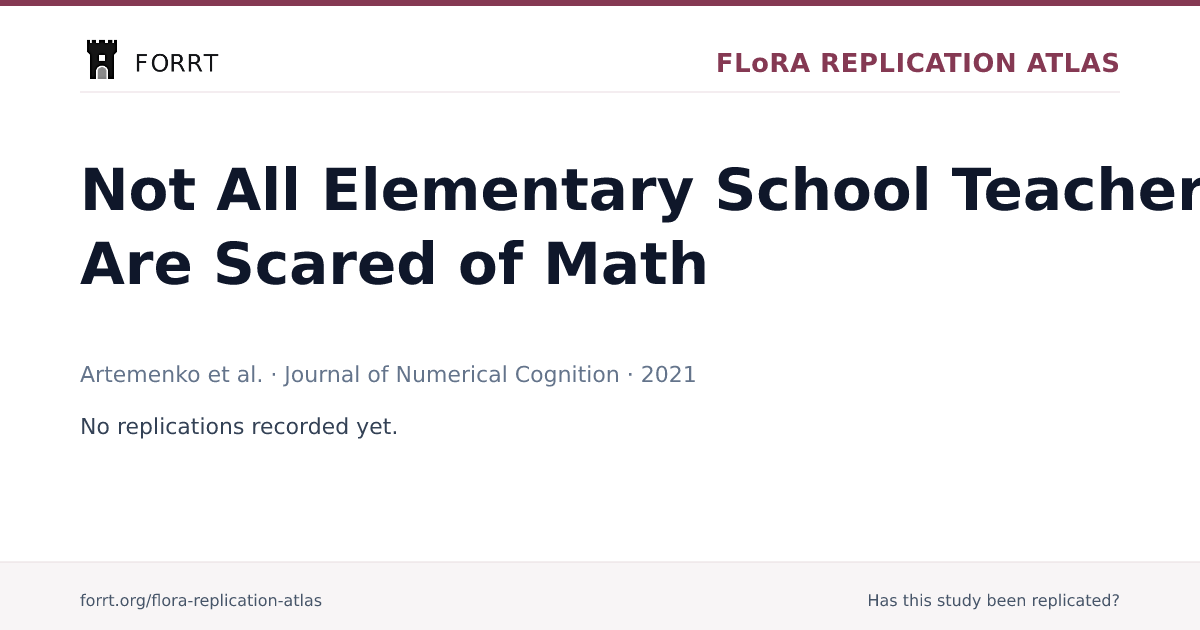 FORRT
FLoRA REPLICATION ATLAS
Not All Elementary School Teacher
Are Scared of Math
Artemenko et al. · Journal of Numerical Cognition · 2021
No replications recorded yet.
forrt.org/flora-replication-atlas
Has this study been replicated?